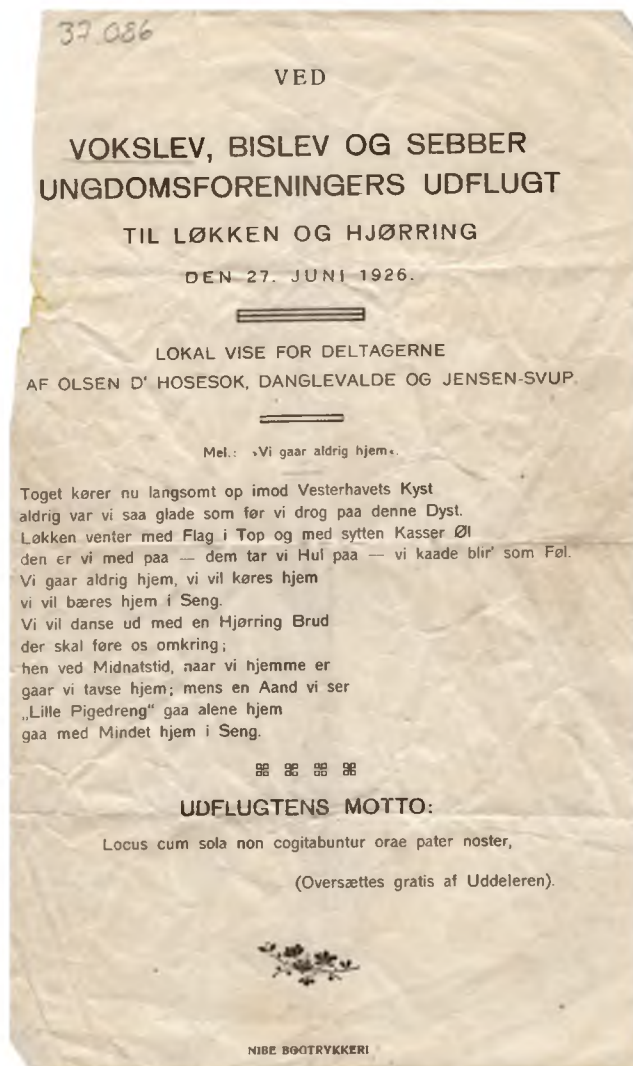 37.086
VED
VOKSLEV, BISLEV OG SEBBER
UNGDOMSFORENINGERS UDFLUGT
TIL LØKKEN OG HJØRRING
DEN 27. JUNI 1926.
LOKAL VISE FOR DELTAGERNE
AF OLSEN D' HOSESOK, DANGLEVALDE OG JENSEN-SVUP.
Mel.: »Vi gaar aldrig hjem«.
Toget kører nu langsomt op imod Vesterhavets Kyst
aldrig var vi saa glade som før vi drog paa denne Dyst.
Løkken venter med Flag i Top og med sytten Kasser Øl
den er vi med paa — dem tar vi Hul paa — vi kaade blir' som Føl.
Vi gaar aldrig hjem, vi vil køres hjem
vi vil bæres hjem i Seng.
Vi vil danse ud med en Hjørring Brud
der skal føre os omkring;
hen ved Midnatstid, naar vi hjemme er
gaar vi tavse hjem; mens en Aand vi ser
„Lille Pigedreng" gaa alene hjem
gaa med Mindet hjem i Seng.
UDFLUGTENS MOTTO:
Locus cum sola non cogitabuntur orae pater noster,
(Oversættes gratis af Uddeleren).
NIBE BOGTRYKKERI